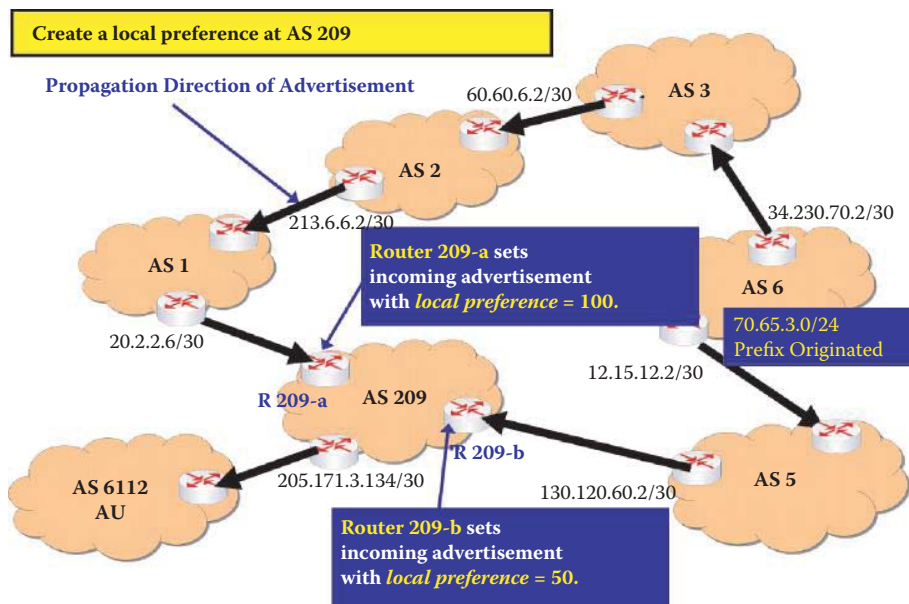 Create a local preference at AS 209
Propagation Direction of Advertisement
60.60.6.2/30
AS 3
AS 2
213.6.6.2/30
34.230.70.2/30
Router 209-a sets
incoming advertisement
with local preference = 100.
AS 1
AS 6
70.65.3.0/24
Prefix Originated
20.2.2.6/30
12.15.12.2/30
R 209-a
AS 209
R 209-b
AS 6112
AU
205.171.3.134/30
130.120.60.2/30
AS 5
Router 209-b sets
incoming advertisement
with local preference = 50.